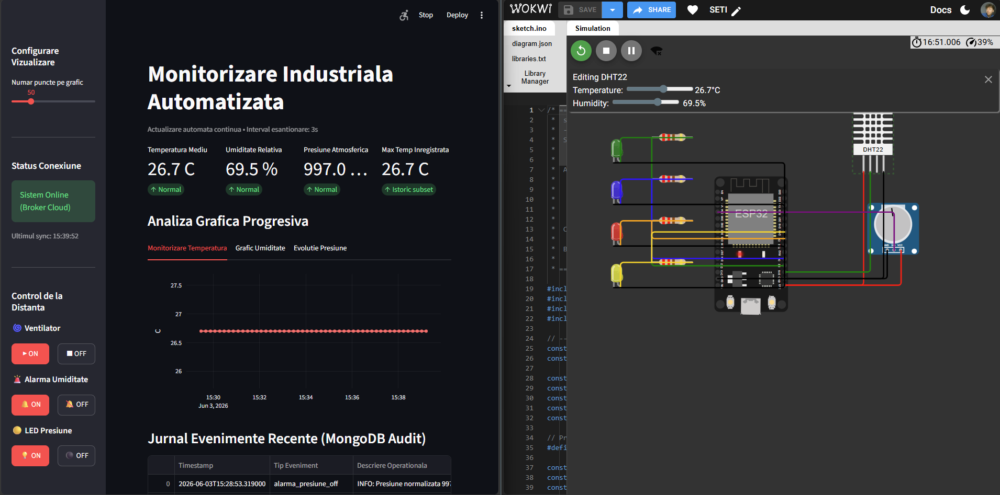 Configurare
Vizualizare
Numar puncte pe grafic
50
Status Conexiune
Sistem Online
(Broker Cloud)
Ultimul sync: 15:39:52
Control de la
Distanta
Ventilator
ON
OFF
Alarma Umiditate
ON
OFF
LED Presiune
ON
OFF
Stop
Deploy
Monitorizare Industriala
Automatizata
Actualizare automata continua • Interval esantionare: 3s
Temperatura Mediu
Umiditate Relativa
Presiune Atmosferica
Max Temp Inregistrata
26.7 C
69.5 %
997.0 ...
26.7 C
↑ Normal
↑ Normal
↑ Normal
↑ Istoric subset
Analiza Grafica Progresiva
Monitorizare Temperatura
Grafic Umiditate
Evolutie Presiune
27.5
27
26.5
26
C
15:30
15:32
15:34
15:36
15:38
Jun 3, 2026
Jurnal Evenimente Recente (MongoDB Audit)
Timestamp
Tip Eveniment
Descriere Operationala
0
2026-06-03T15:28:53.319000
alarma_presiune_off
INFO: Presiune normalizata 997
WOKWI
SAVE
SHARE
SETI
Docs
sketch.ino
diagram.json
libraries.txt
Library
Manager
Simulation
16:51.006
39%
Editing DHT22
Temperature:
26.7°C
Humidity:
69.5%
1 /* ==
2 * s
3 * -
4 * S
5 *
6 *
7 * A
8 *
9 *
10 *
11 *
12 *
13 * C
14 *
15 * B
16 *
17 * ==
18
19 #incl
20 #incl
21 #incl
22 #incl
23
24 // --
25 const
26 const
27
28 const
29 const
30 const
31 const
32 const
33
34 // Pr
35 #defi
36
37 const
38 const
39 const
DHT22
ESP32
GND
VCC